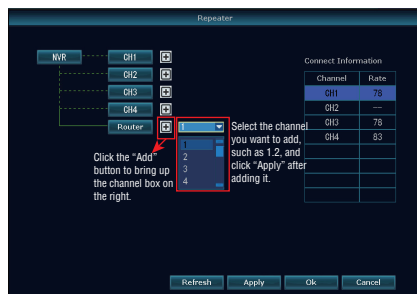 Repeater
NVR
CH1
CH2
CH3
CH4
Router
1
1
2
3
4
Click the “Add”
button to bring up
the channel box on
the right.
Select the channel
you want to add,
such as 1.2, and
click “Apply” after
adding it.
Connect Information
Channel Rate
CH1 78
CH2 ---
CH3 78
CH4 83
Refresh Apply Ok Cancel